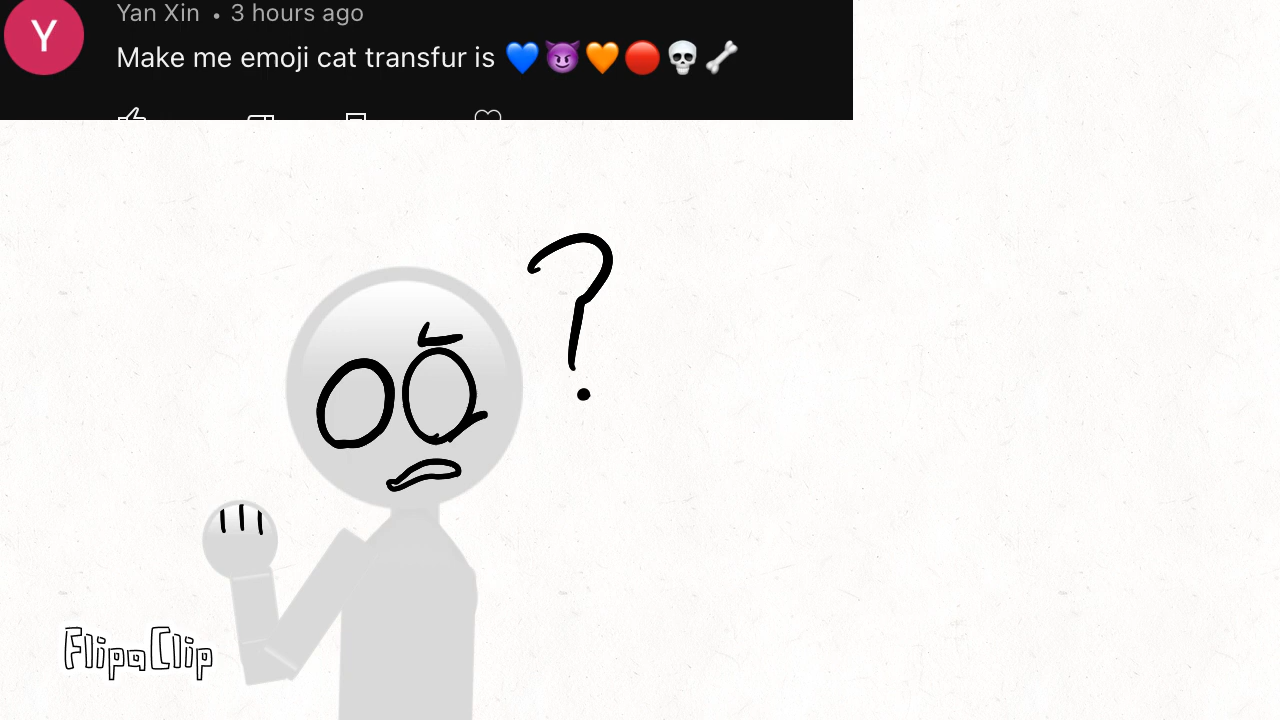 Y
Yan Xin • 3 hours ago
Make me emoji cat transfur is 💙😈🧡🔴💀🦴
?
FlipaClip